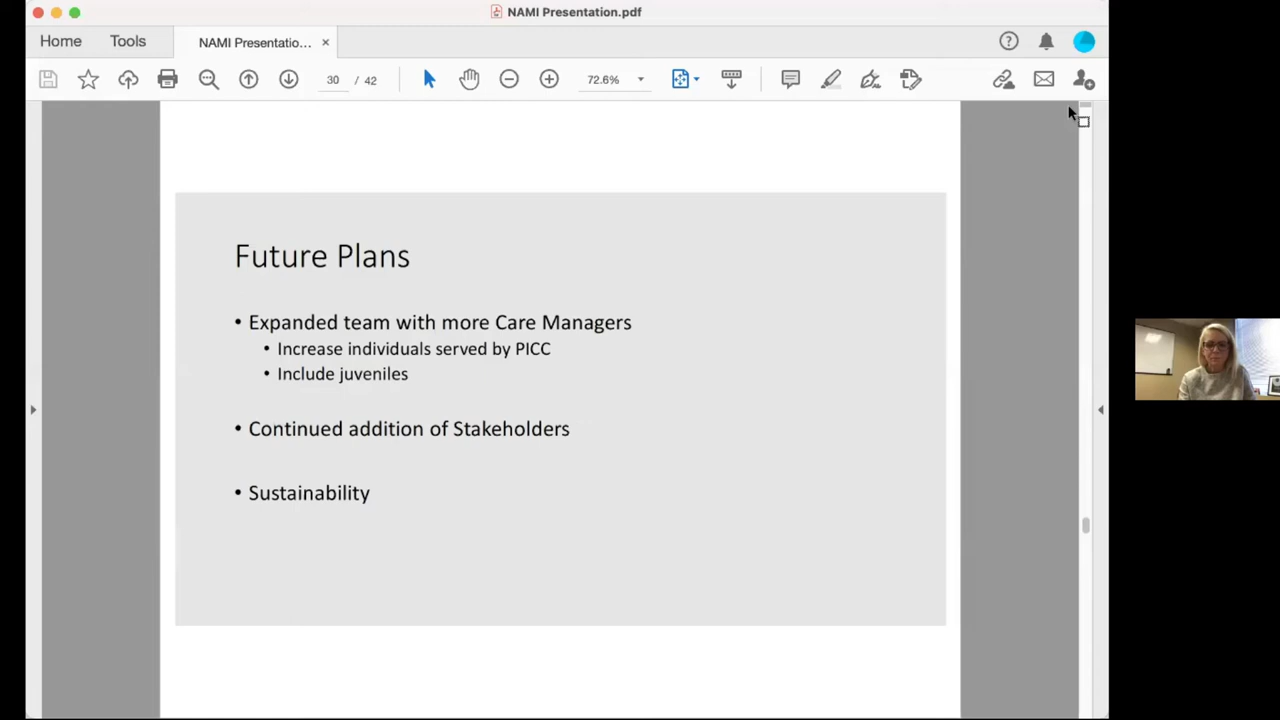 NAMI Presentation.pdf
Home
Tools
NAMI Presentatio...
30 / 42
72.6%
Future Plans
• Expanded team with more Care Managers
• Increase individuals served by PICC
• Include juveniles
• Continued addition of Stakeholders
• Sustainability